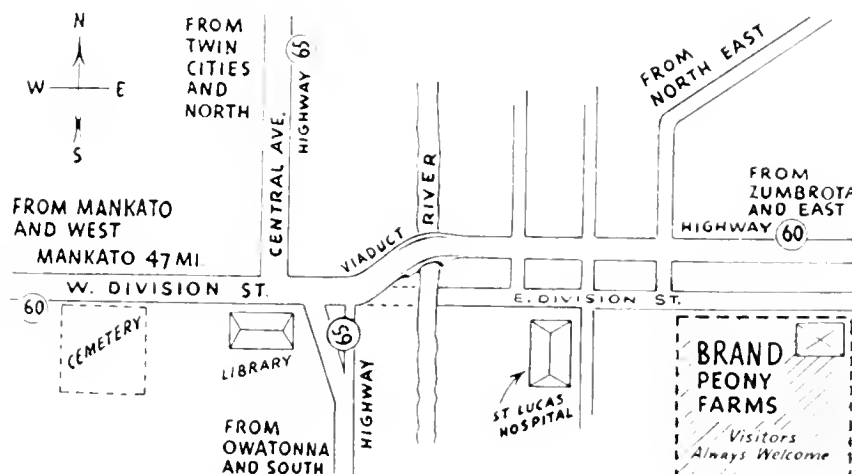 N
W
E
S
FROM
TWIN
CITIES
AND
NORTH
CENTRAL AVE.
HIGHWAY 65
RIVER
VIADUCT
FROM
NORTH EAST
FROM
ZUMBROTA
AND EAST
HIGHWAY 60
FROM MANKATO
AND WEST
MANKATO 47 MI.
W. DIVISION ST.
60
E. DIVISION ST.
CEMETERY
LIBRARY
65
HIGHWAY
FROM
OWATONNA
AND SOUTH
ST LUCAS
HOSPITAL
BRAND
PEONY
FARMS
Visitors
Always Welcome